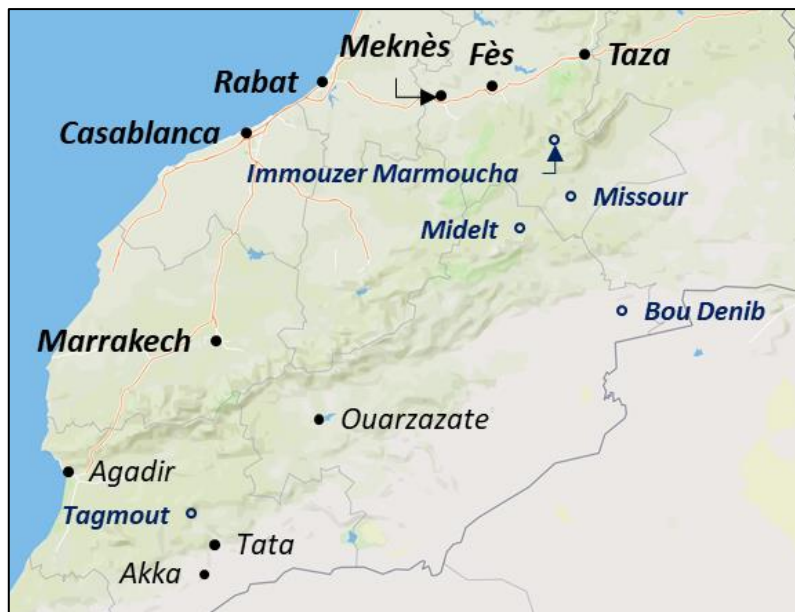 Meknès
Fès
Taza
Rabat
Casablanca
Immouzer Marmoucha
Missour
Midelt
Bou Denib
Marrakech
Ouarzazate
Agadir
Tagmout
Tata
Akka